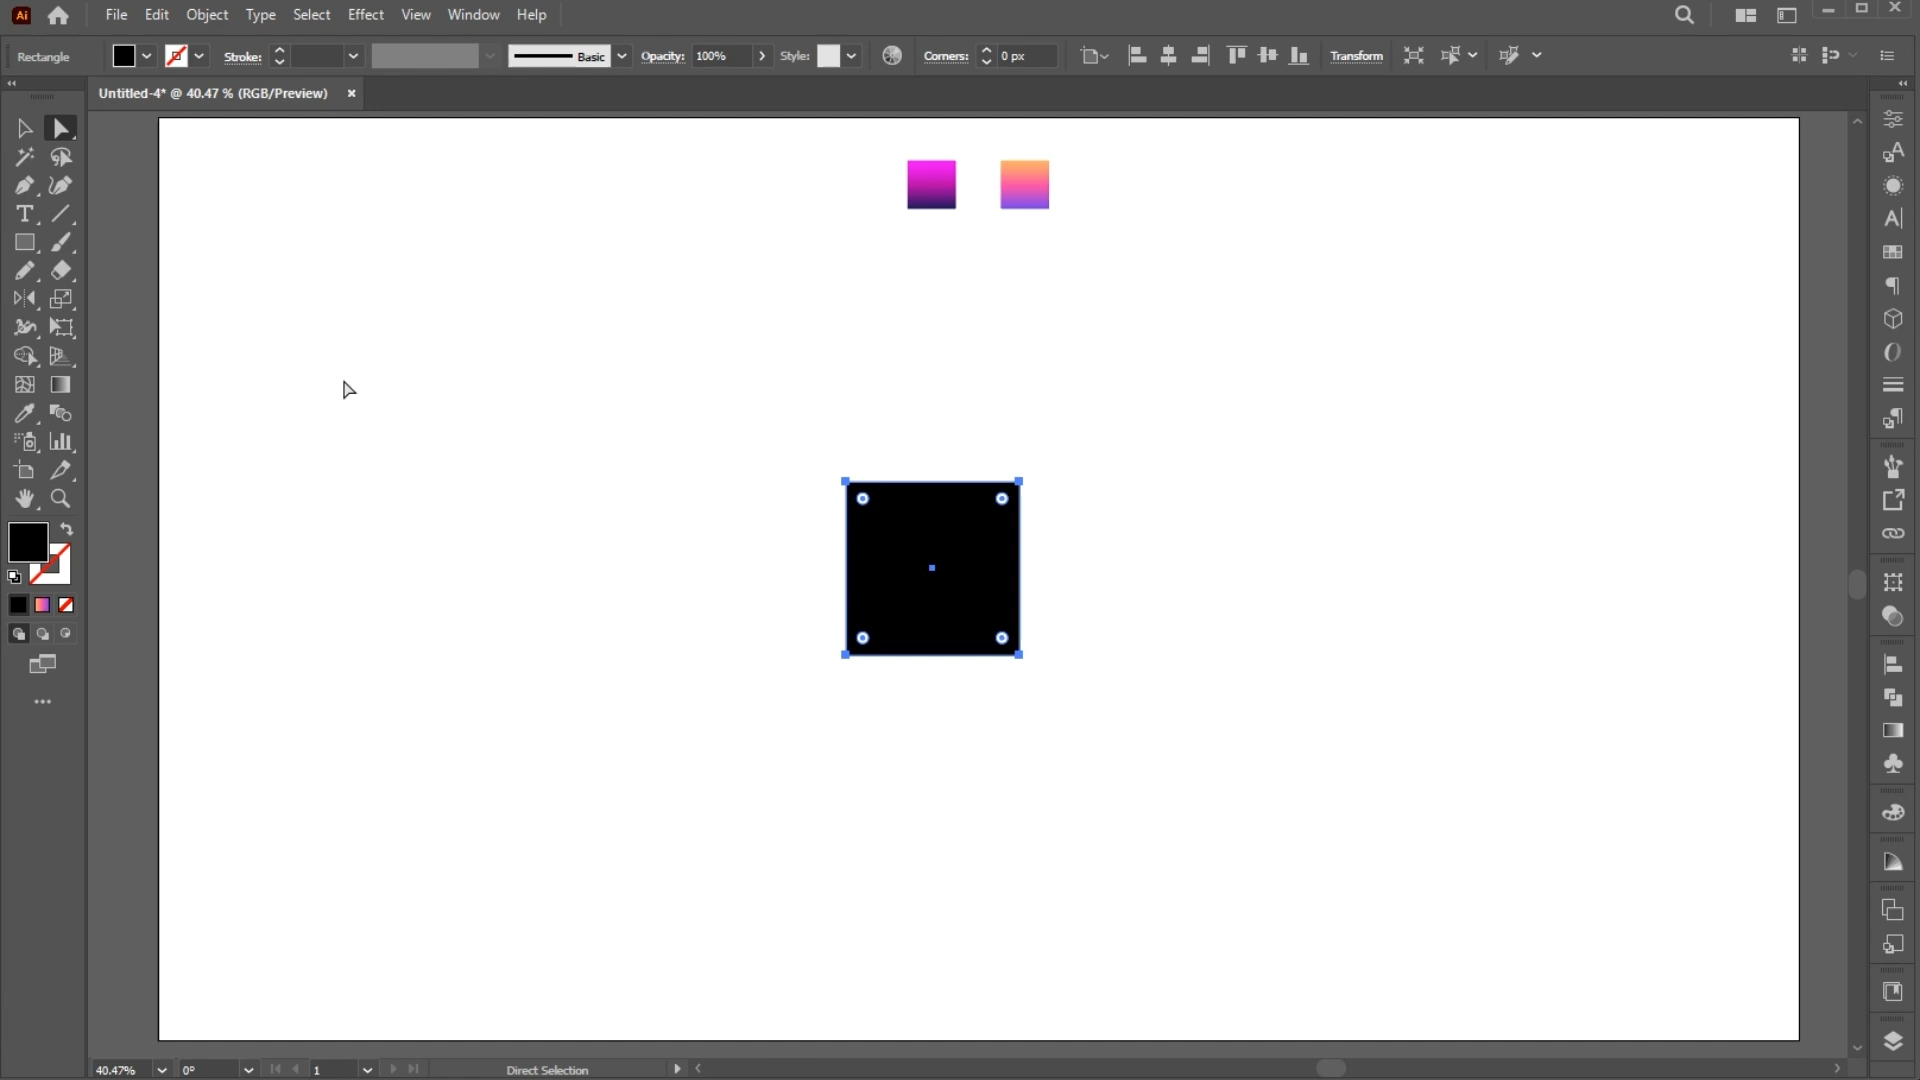 Ai File Edit Object Type Select Effect View Window Help
Rectangle Stroke: Basic Opacity: 100% Style: Corners: 0 px Transform
Untitled-4* @ 40.47 % (RGB/Preview) ×
40.47% 0° 1 Direct Selection